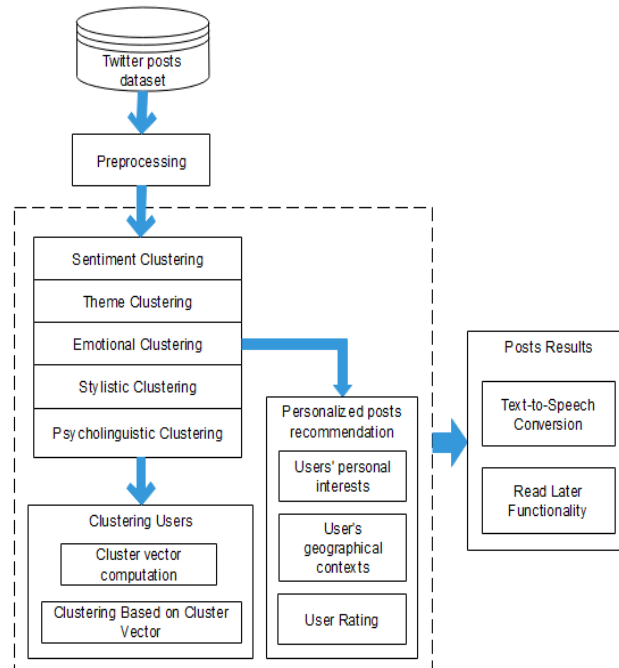 Twitter posts
dataset
Preprocessing
Sentiment Clustering
Theme Clustering
Emotional Clustering
Stylistic Clustering
Psycholinguistic Clustering
Clustering Users
Cluster vector
computation
Clustering Based on Cluster
Vector
Personalized posts
recommendation
Users' personal
interests
User's
geographical
contexts
User Rating
Posts Results
Text-to-Speech
Conversion
Read Later
Functionality